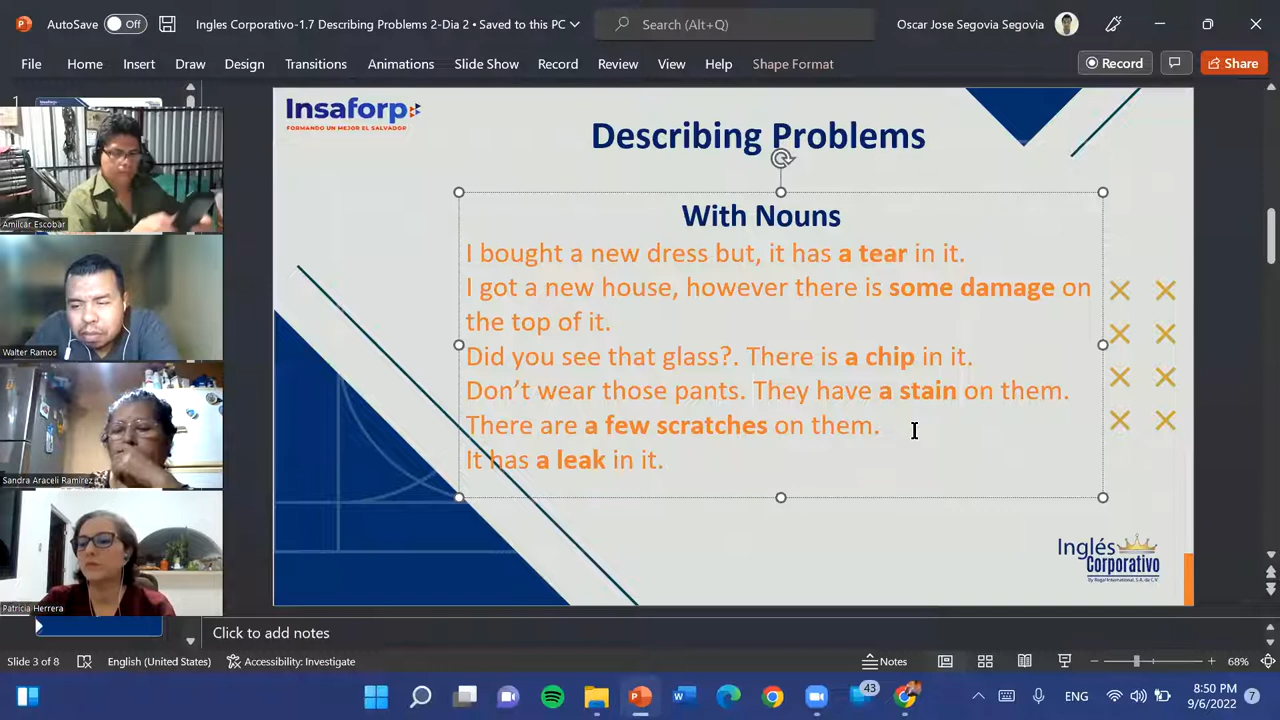 AutoSave Off Ingles Corporativo-1.7 Describing Problems 2-Dia 2 • Saved to this PC Search (Alt+Q) Oscar Jose Segovia Segovia
File Home Insert Draw Design Transitions Animations Slide Show Record Review View Help Shape Format Record Share
1
Insaforp
FORMANDO UN MEJOR EL SALVADOR
Describing Problems
With Nouns
I bought a new dress but, it has a tear in it.
I got a new house, however there is some damage on
the top of it.
Did you see that glass?. There is a chip in it.
Don't wear those pants. They have a stain on them.
There are a few scratches on them.
It has a leak in it.
Inglés
Corporativo
By Regal International, S.A. de C.V.
Amilcar Escobar
Walter Ramos
Sandra Araceli Ramirez
Patricia Herrera
Click to add notes
Slide 3 of 8 English (United States) Accessibility: Investigate Notes 68%
43 ENG 8:50 PM
9/6/2022 7